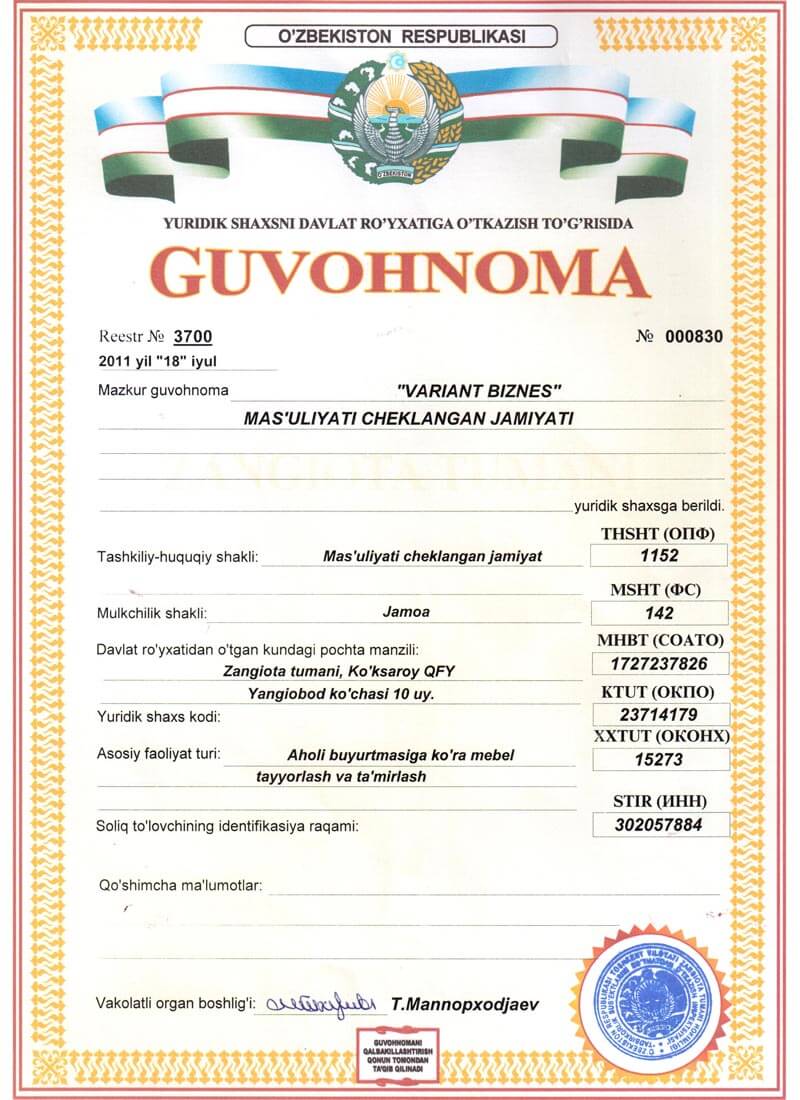 O'ZBEKISTON RESPUBLIKASI
O'ZBEKISTON
YURIDIK SHAXSNI DAVLAT RO'YXATIGA O'TKAZISH TO'G'RISIDA
GUVOHNOMA
Reestr № 3700 № 000830
2011 yil "18" iyul
Mazkur guvohnoma "VARIANT BIZNES"
MAS'ULIYATI CHEKLANGAN JAMIYATI
ZANGIOTA TUMANI
yuridik shaxsga berildi.
THSHT (ОПФ)
Tashkiliy-huquqiy shakli: Mas'uliyati cheklangan jamiyat 1152
MSHT (ФС)
Mulkchilik shakli: Jamoa 142
MHBT (СОАТО)
Davlat ro'yxatidan o'tgan kundagi pochta manzili:
Zangiota tumani, Ko'ksaroy QFY 1727237826
Yangiobod ko'chasi 10 uy. KTUT (ОКПО)
Yuridik shaxs kodi: 23714179
XXTUT (ОКОНХ)
Asosiy faoliyat turi: Aholi buyurtmasiga ko'ra mebel 15273
tayyorlash va ta'mirlash
STIR (ИНН)
Soliq to'lovchining identifikasiya raqami: 302057884
Qo'shimcha ma'lumotlar:
Vakolatli organ boshlig'i: T.Mannopxodjaev
GUVOHNOMANI
QALBAKILLASHTIRISH
QONUN TOMONDAN
TA'QIB QILINADI